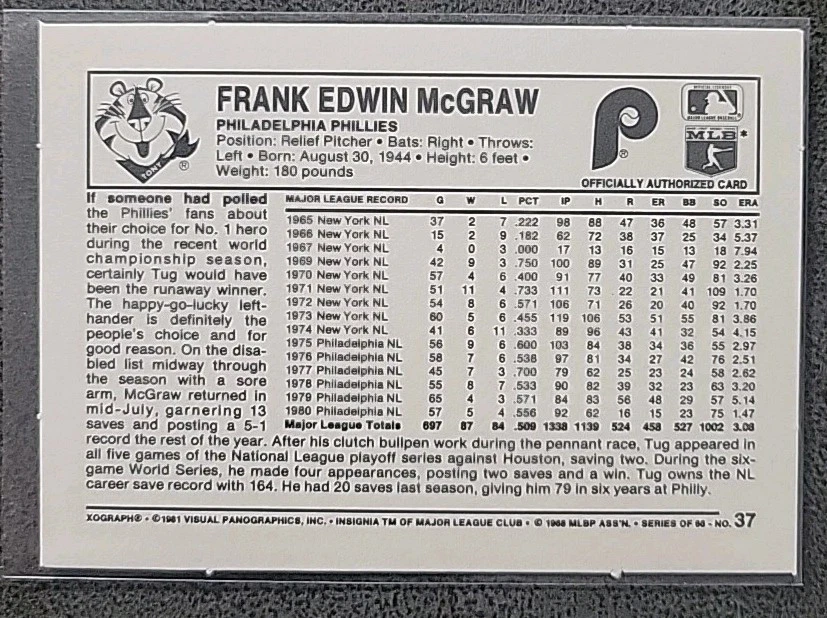 FRANK EDWIN McGRAW
PHILADELPHIA PHILLIES
Position: Relief Pitcher • Bats: Right • Throws:
Left • Born: August 30, 1944 • Height: 6 feet •
Weight: 180 pounds
TONY
®
P
®
MLB*
OFFICIALLY AUTHORIZED CARD
If someone had polled
the Phillies' fans about
their choice for No. 1 hero
during the recent world
championship season,
certainly Tug would have
been the runaway winner.
The happy-go-lucky left-
hander is definitely the
people's choice and for
good reason. On the disa-
bled list midway through
the season with a sore
arm, McGraw returned in
mid-July, garnering 13
saves and posting a 5-1
MAJOR LEAGUE RECORD G W L PCT IP H R ER BB SO ERA
1965 New York NL 37 2 7 .222 98 88 47 36 48 57 3.31
1966 New York NL 15 2 9 .182 62 72 38 37 25 34 5.37
1967 New York NL 4 0 3 .000 17 13 16 15 13 18 7.94
1969 New York NL 42 9 3 .750 100 89 31 25 47 92 2.25
1970 New York NL 57 4 6 .400 91 77 40 33 49 81 3.26
1971 New York NL 51 11 4 .733 111 73 22 21 41 109 1.70
1972 New York NL 54 8 6 .571 106 71 26 20 40 92 1.70
1973 New York NL 60 5 6 .455 119 106 53 51 55 81 3.86
1974 New York NL 41 6 11 .333 89 96 43 41 32 54 4.15
1975 Philadelphia NL 56 9 6 .600 103 84 38 34 36 55 2.97
1976 Philadelphia NL 58 7 6 .538 97 81 34 27 42 76 2.51
1977 Philadelphia NL 45 7 3 .700 79 62 25 23 24 58 2.62
1978 Philadelphia NL 55 8 7 .533 90 82 39 32 23 63 3.20
1979 Philadelphia NL 65 4 3 .571 84 83 56 48 29 57 5.14
1980 Philadelphia NL 57 5 4 .556 92 62 16 15 23 75 1.47
Major League Totals 697 87 84 .509 1338 1139 524 458 527 1002 3.08
record the rest of the year. After his clutch bullpen work during the pennant race, Tug appeared in
all five games of the National League playoff series against Houston, saving two. During the six-
game World Series, he made four appearances, posting two saves and a win. Tug owns the NL
career save record with 164. He had 20 saves last season, giving him 79 in six years at Philly.
XOGRAPH® • ©1981 VISUAL PANOGRAPHICS, INC. • INSIGNIA TM OF MAJOR LEAGUE CLUB • © 1968 MLBP ASS'N. • SERIES OF 66 - NO. 37